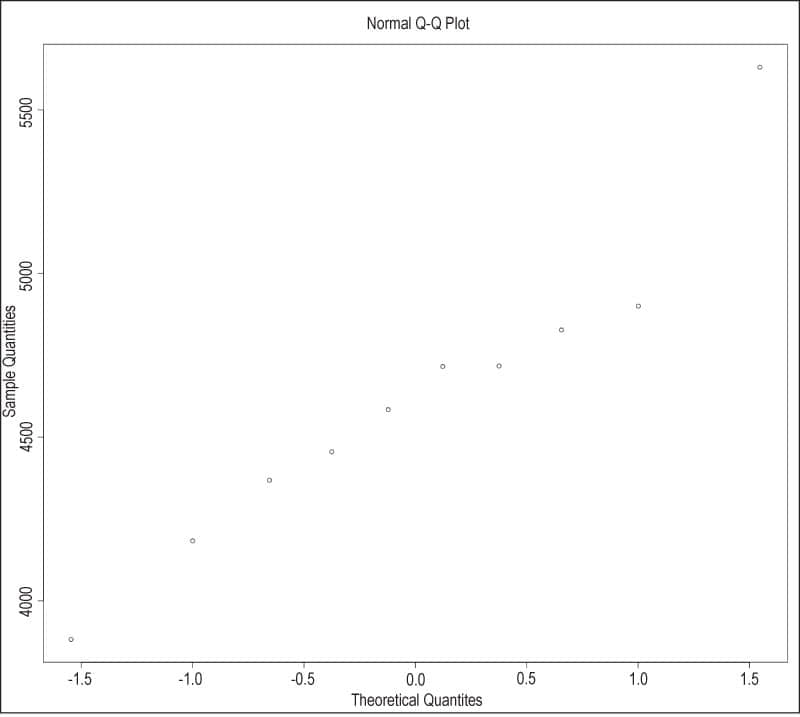 Normal Q-Q Plot
5500
5000
4500
4000
Sample Quantities
-1.5 -1.0 -0.5 0.0 0.5 1.0 1.5
Theoretical Quantites